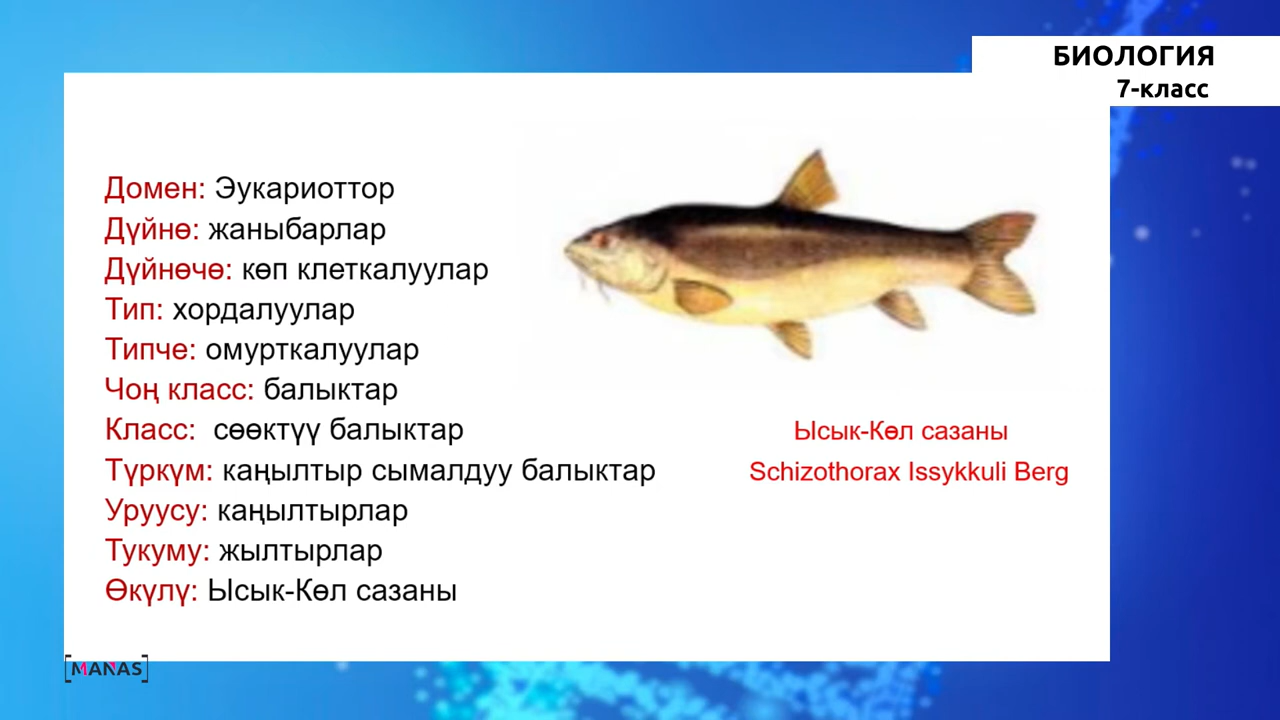 БИОЛОГИЯ
7-класс
Домен: Эукариоттор
Дүйнө: жаныбарлар
Дүйнөчө: көп клеткалуулар
Тип: хордалуулар
Типче: омурткалуулар
Чоң класс: балыктар
Класс: сөөктүү балыктар
Түркүм: каңылтыр сымалдуу балыктар
Уруусу: каңылтырлар
Тукуму: жылтырлар
Өкүлү: Ысык-Көл сазаны
Ысык-Көл сазаны
Schizothorax Issykkuli Berg
MANAS